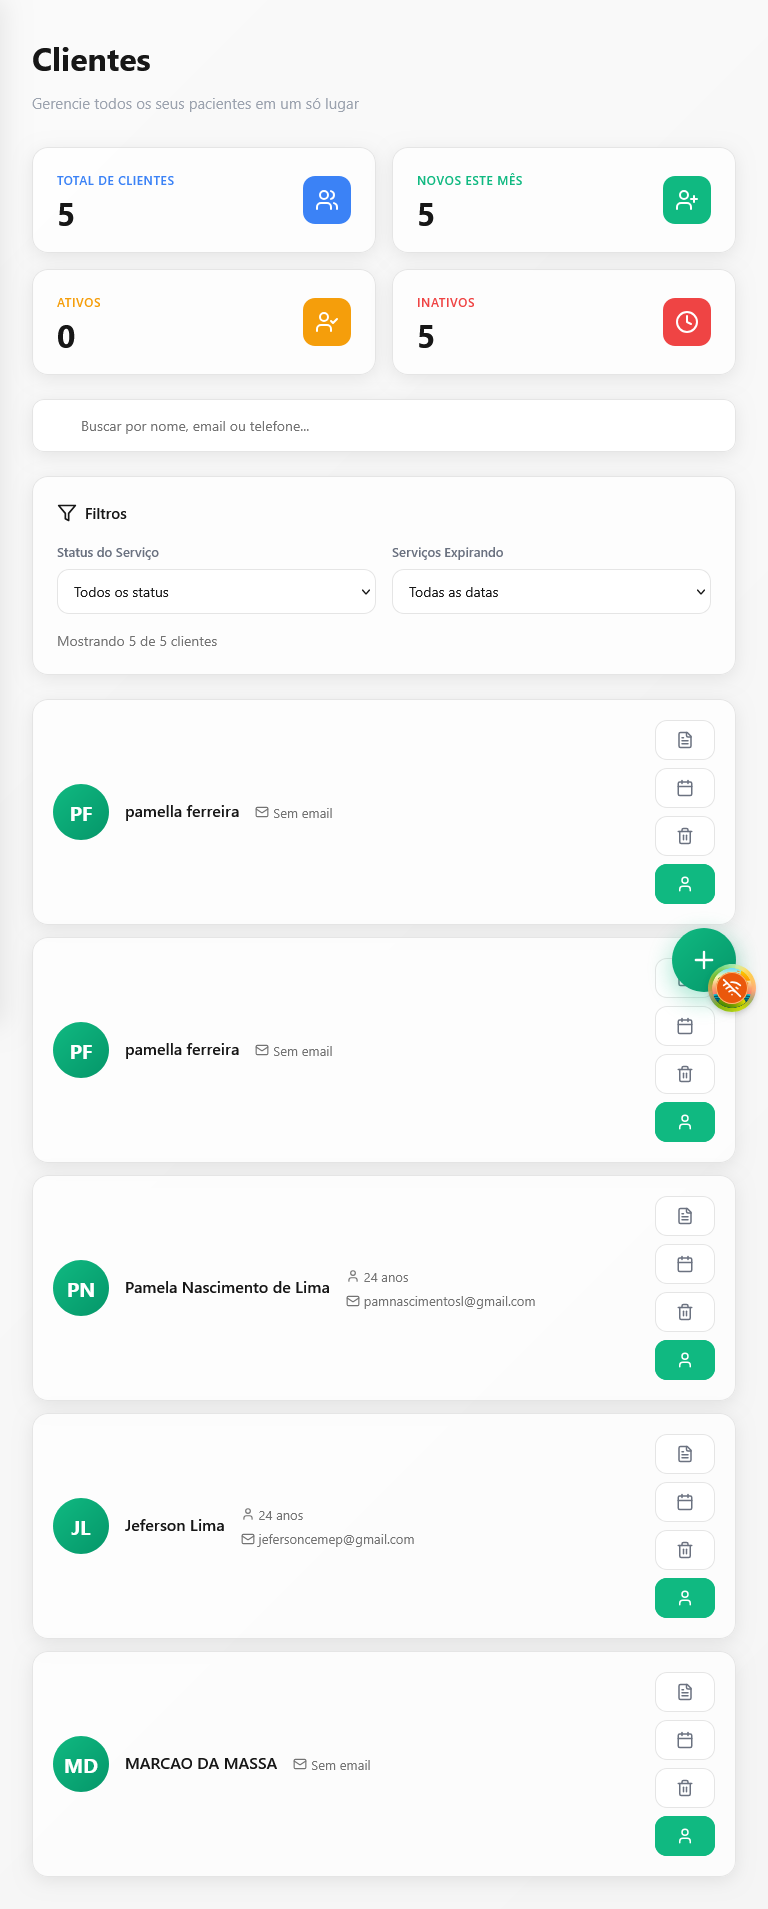 Clientes
Gerencie todos os seus pacientes em um só lugar
TOTAL DE CLIENTES
5
NOVOS ESTE MÊS
5
ATIVOS
0
INATIVOS
5
Buscar por nome, email ou telefone...
Filtros
Status do Serviço
Serviços Expirando
Todos os status
Todas as datas
Mostrando 5 de 5 clientes
PF
pamella ferreira
Sem email
PF
pamella ferreira
Sem email
PN
Pamela Nascimento de Lima
24 anos
pamnascimentosl@gmail.com
JL
Jeferson Lima
24 anos
jefersoncemep@gmail.com
MD
MARCAO DA MASSA
Sem email